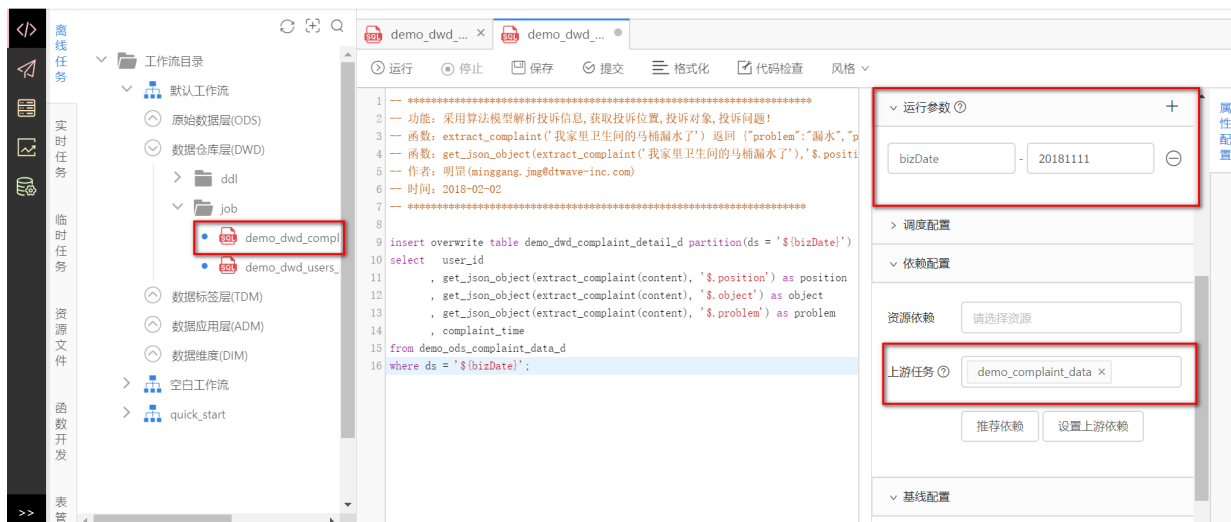 离线任务
实时任务
临时任务
资源文件
函数开发
表管
>>
工作流目录
默认工作流
原始数据层(ODS)
数据仓库层(DWD)
ddl
job
demo_dwd_compl
demo_dwd_users_
数据标签层(TDM)
数据应用层(ADM)
数据维度(DIM)
空白工作流
quick_start
demo_dwd_... ×
demo_dwd_...
运行 停止 保存 提交 格式化 代码检查 风格
1 -- **********************************************************************
2 -- 功能：采用算法模型解析投诉信息,获取投诉位置,投诉对象,投诉问题!
3 -- 函数：extract_complaint('我家里卫生间的马桶漏水了') 返回 {"problem":"漏水","p
4 -- 函数：get_json_object(extract_complaint('我家里卫生间的马桶漏水了'),'$.positi
5 -- 作者：明罡(minggang.jmg@dtwave-inc.com)
6 -- 时间：2018-02-02
7 -- *********************************************************************
8
9 insert overwrite table demo_dwd_complaint_detail_d partition(ds = '${bizDate}')
10 select user_id
11 , get_json_object(extract_complaint(content), '$.position') as position
12 , get_json_object(extract_complaint(content), '$.object') as object
13 , get_json_object(extract_complaint(content), '$.problem') as problem
14 , complaint_time
15 from demo_ods_complaint_data_d
16 where ds = '${bizDate}';
运行参数 ? +
bizDate - 20181111
调度配置
依赖配置
资源依赖 请选择资源
上游任务 ? demo_complaint_data ×
推荐依赖 设置上游依赖
基线配置
属性配置